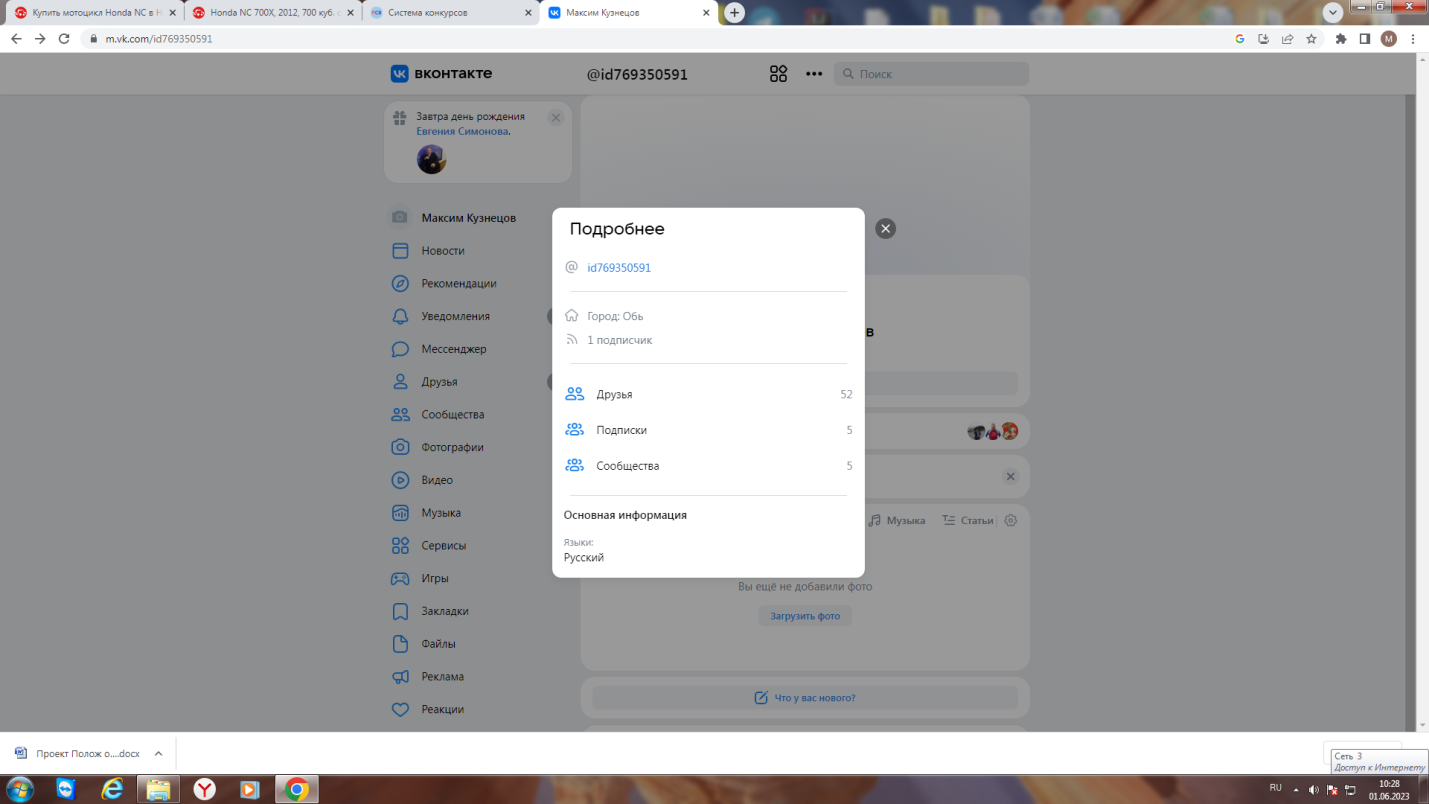 Купить мотоцикл Honda NC в Н
Honda NC 700X, 2012, 700 куб. с
Система конкурсов
Максим Кузнецов
m.vk.com/id769350591
M
вконтакте
@id769350591
Поиск
Завтра день рождения
Евгения Симонова.
Максим Кузнецов
Новости
Рекомендации
Уведомления
Мессенджер
Друзья
Сообщества
Фотографии
Видео
Музыка
Сервисы
Игры
Закладки
Файлы
Реклама
Реакции
Подробнее
id769350591
Город: Обь
1 подписчик
Друзья 52
Подписки 5
Сообщества 5
Основная информация
Языки:
Русский
в
Музыка
Статьи
Вы ещё не добавили фото
Загрузить фото
Что у вас нового?
Проект Полож о....docx
Сеть 3
Доступ к Интернету
RU
10:28
01.06.2023